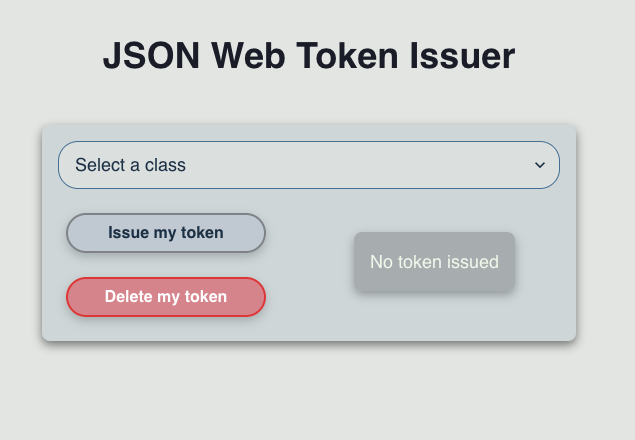 JSON Web Token Issuer
Select a class
Issue my token
No token issued
Delete my token